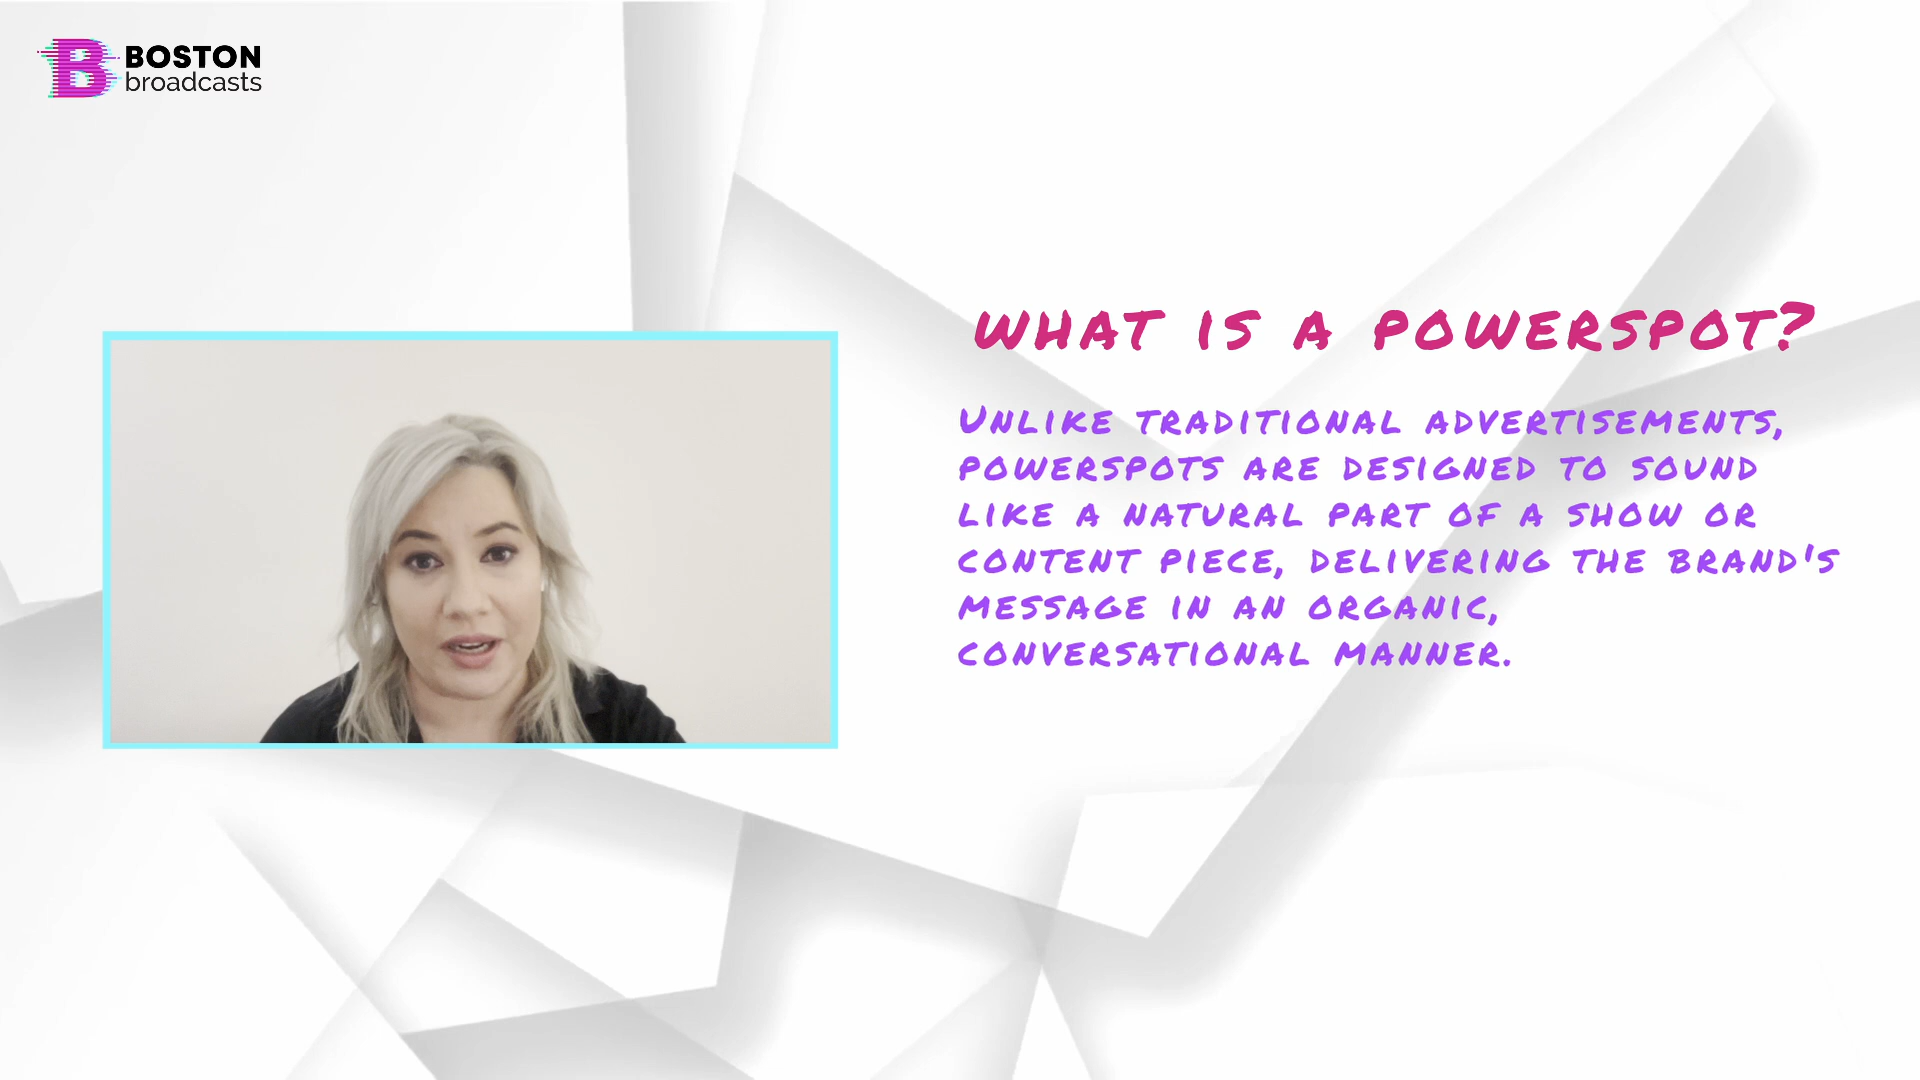 BOSTON
broadcasts
WHAT IS A POWERSPOT?
UNLIKE TRADITIONAL ADVERTISEMENTS,
POWERSPOTS ARE DESIGNED TO SOUND
LIKE A NATURAL PART OF A SHOW OR
CONTENT PIECE, DELIVERING THE BRAND'S
MESSAGE IN AN ORGANIC,
CONVERSATIONAL MANNER.